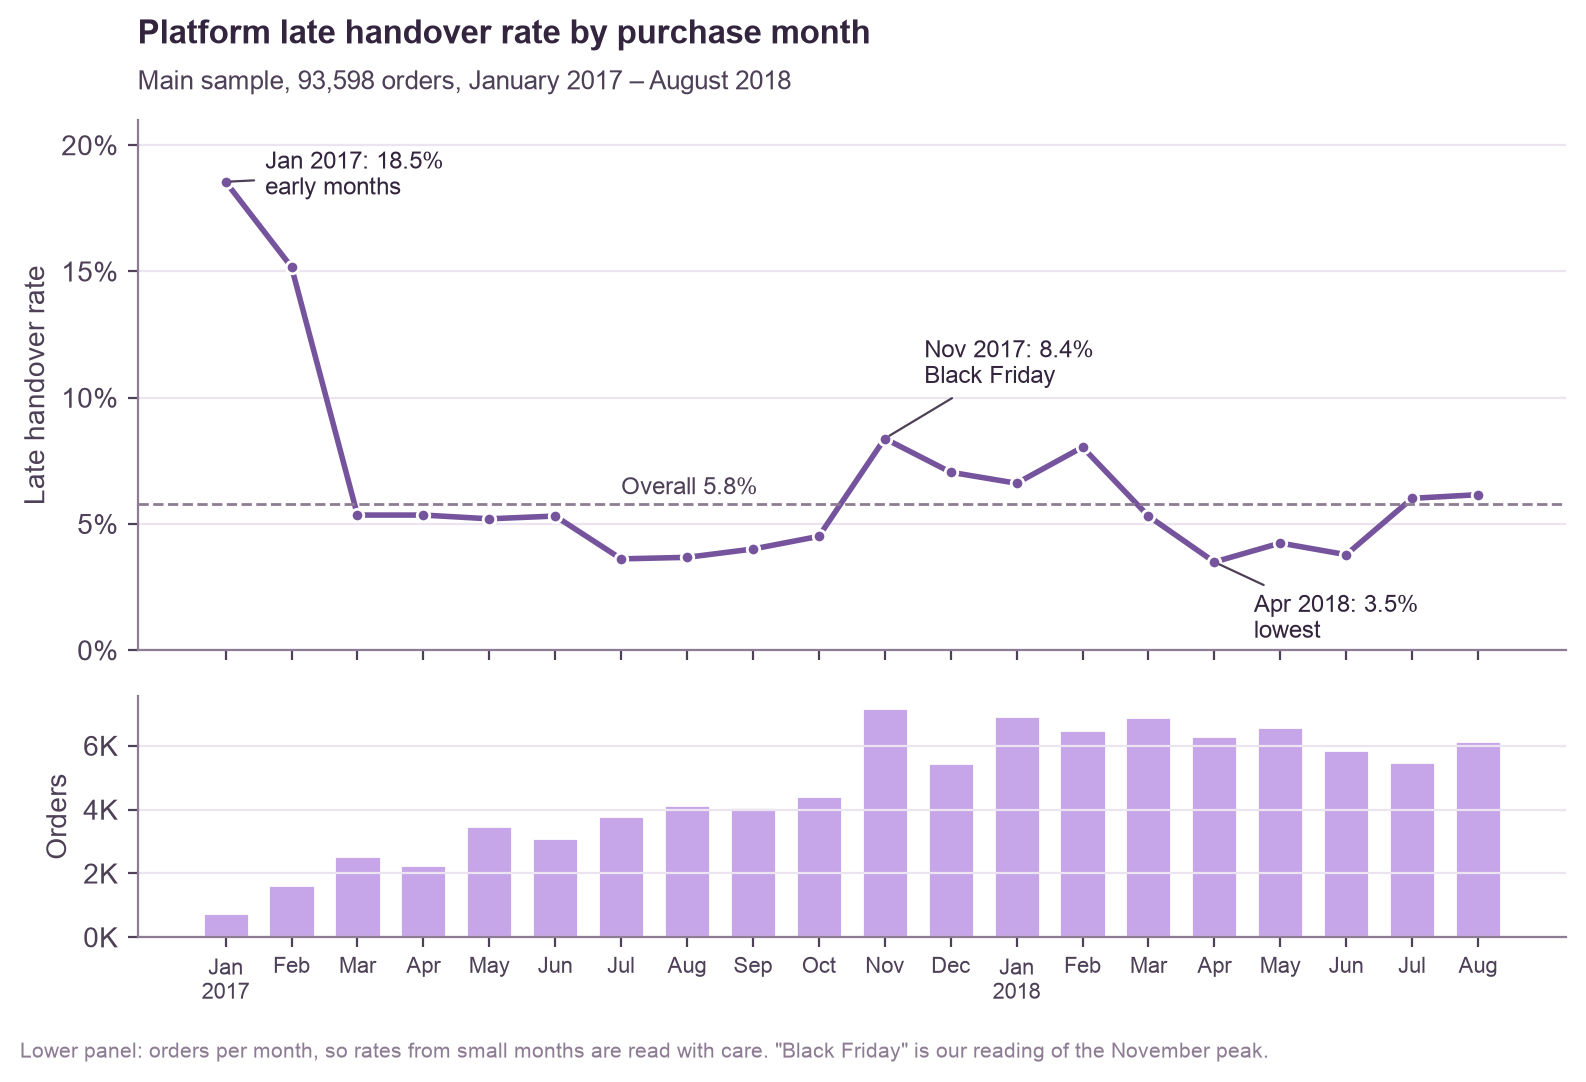 Platform late handover rate by purchase month
Main sample, 93,598 orders, January 2017 – August 2018
Late handover rate
20%
15%
10%
5%
0%
Jan 2017: 18.5%
early months
Nov 2017: 8.4%
Black Friday
Overall 5.8%
Apr 2018: 3.5%
lowest
Orders
6K
4K
2K
0K
Jan Feb Mar Apr May Jun Jul Aug Sep Oct Nov Dec Jan Feb Mar Apr May Jun Jul Aug
2017 2018
Lower panel: orders per month, so rates from small months are read with care. "Black Friday" is our reading of the November peak.